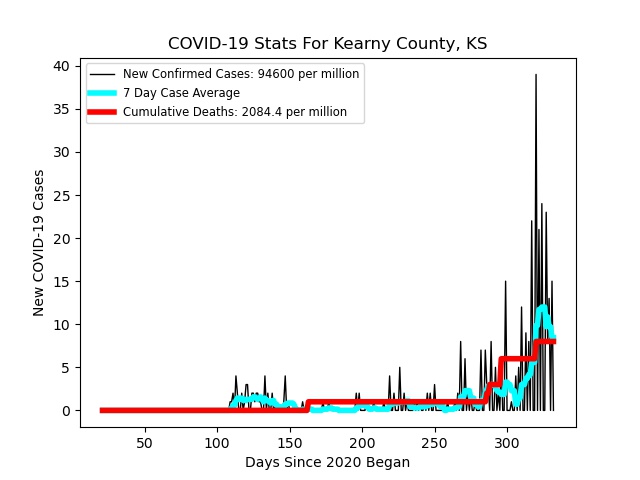 COVID-19 Stats For Kearny County, KS
New Confirmed Cases: 94600 per million
7 Day Case Average
Cumulative Deaths: 2084.4 per million
New COVID-19 Cases
40
35
30
25
20
15
10
5
0
50 100 150 200 250 300
Days Since 2020 Began